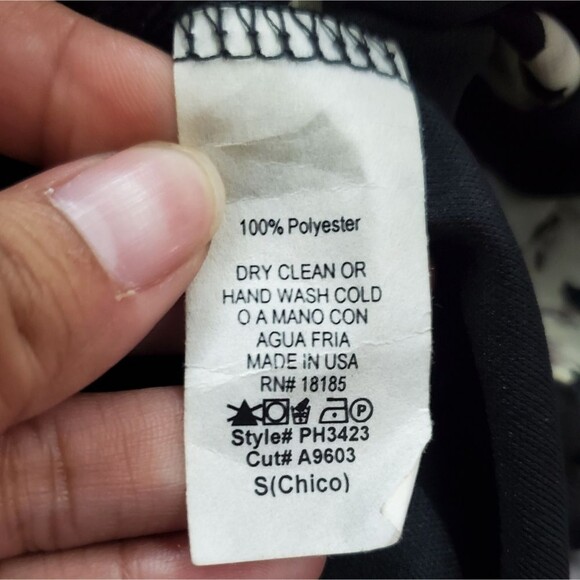 100% Polyester
DRY CLEAN OR
HAND WASH COLD
O A MANO CON
AGUA FRIA
MADE IN USA
RN# 18185
P
Style# PH3423
Cut# A9603
S(Chico)